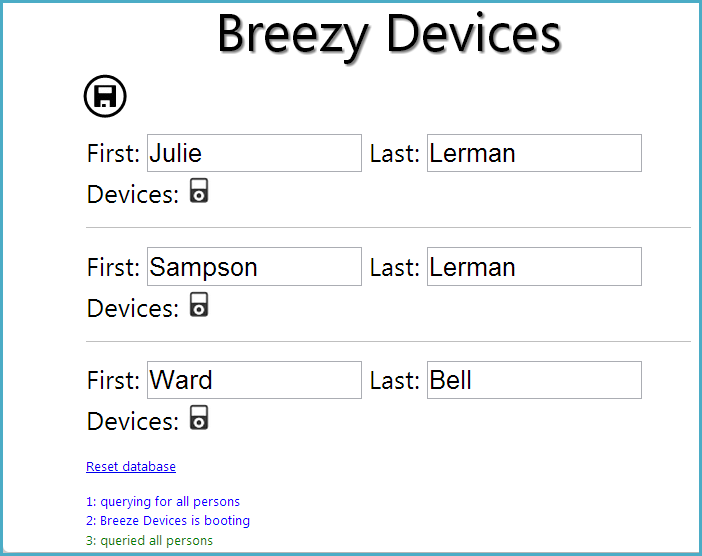 Breezy Devices
First: Julie Last: Lerman
Devices:
First: Sampson Last: Lerman
Devices:
First: Ward Last: Bell
Devices:
Reset database
1: querying for all persons
2: Breeze Devices is booting
3: queried all persons